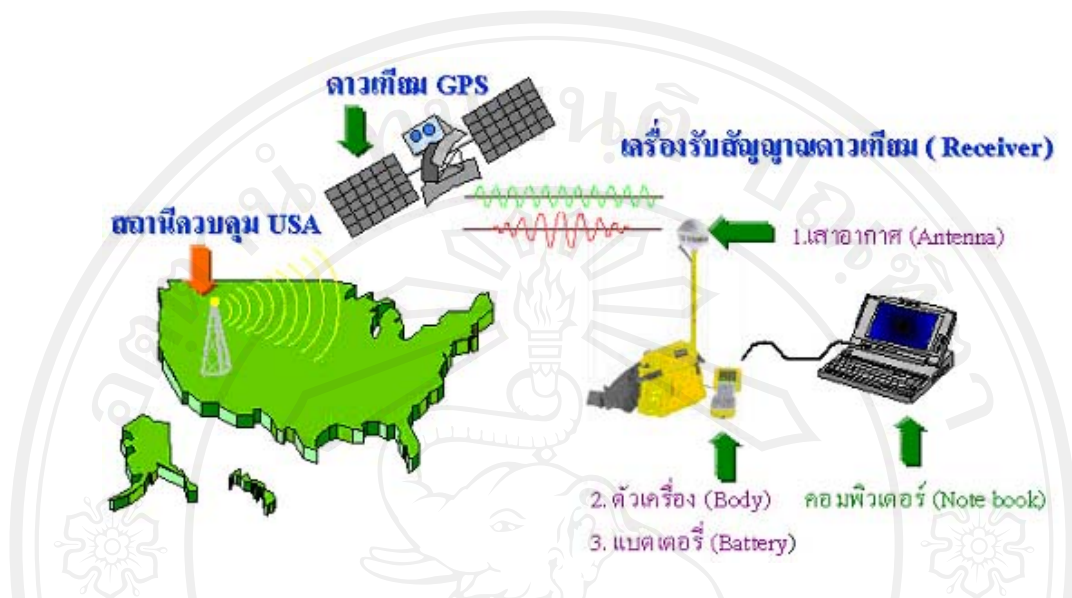 ดาวเทียม GPS
เครื่องรับสัญญาณดาวเทียม ( Receiver)
สถานีควบคุม USA
1.เสาอากาศ (Antenna)
2. ตัวเครื่อง (Body)
คอมพิวเตอร์ (Note book)
3. แบตเตอรี่ (Battery)